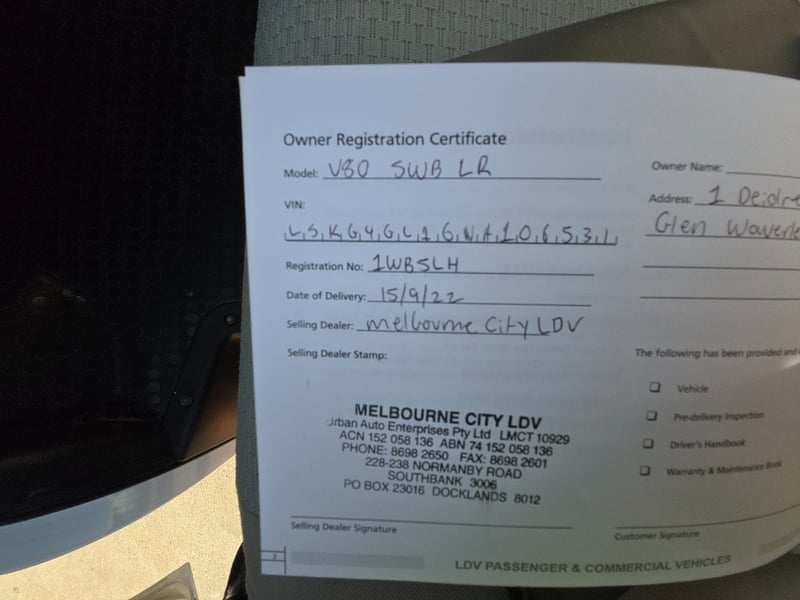 Owner Registration Certificate
Model: V80 SWB LR
VIN:
LSKG4GL16NA106531
Registration No: 1WB5LH
Date of Delivery: 15/9/22
Selling Dealer: Melbourne City LDV
Selling Dealer Stamp:
MELBOURNE CITY LDV
Urban Auto Enterprises Pty Ltd LMCT 10929
ACN 152 058 136 ABN 74 152 058 136
PHONE: 8698 2650 FAX: 8698 2601
228-238 NORMANBY ROAD
SOUTHBANK 3006
PO BOX 23016 DOCKLANDS 8012
Selling Dealer Signature
Owner Name:
Address: 1 Deidre
Glen Waverle
The following has been provided and
Vehicle
Pre-delivery Inspection
Driver's Handbook
Warranty & Maintenance Book
Customer Signature
2
LDV PASSENGER & COMMERCIAL VEHICLES